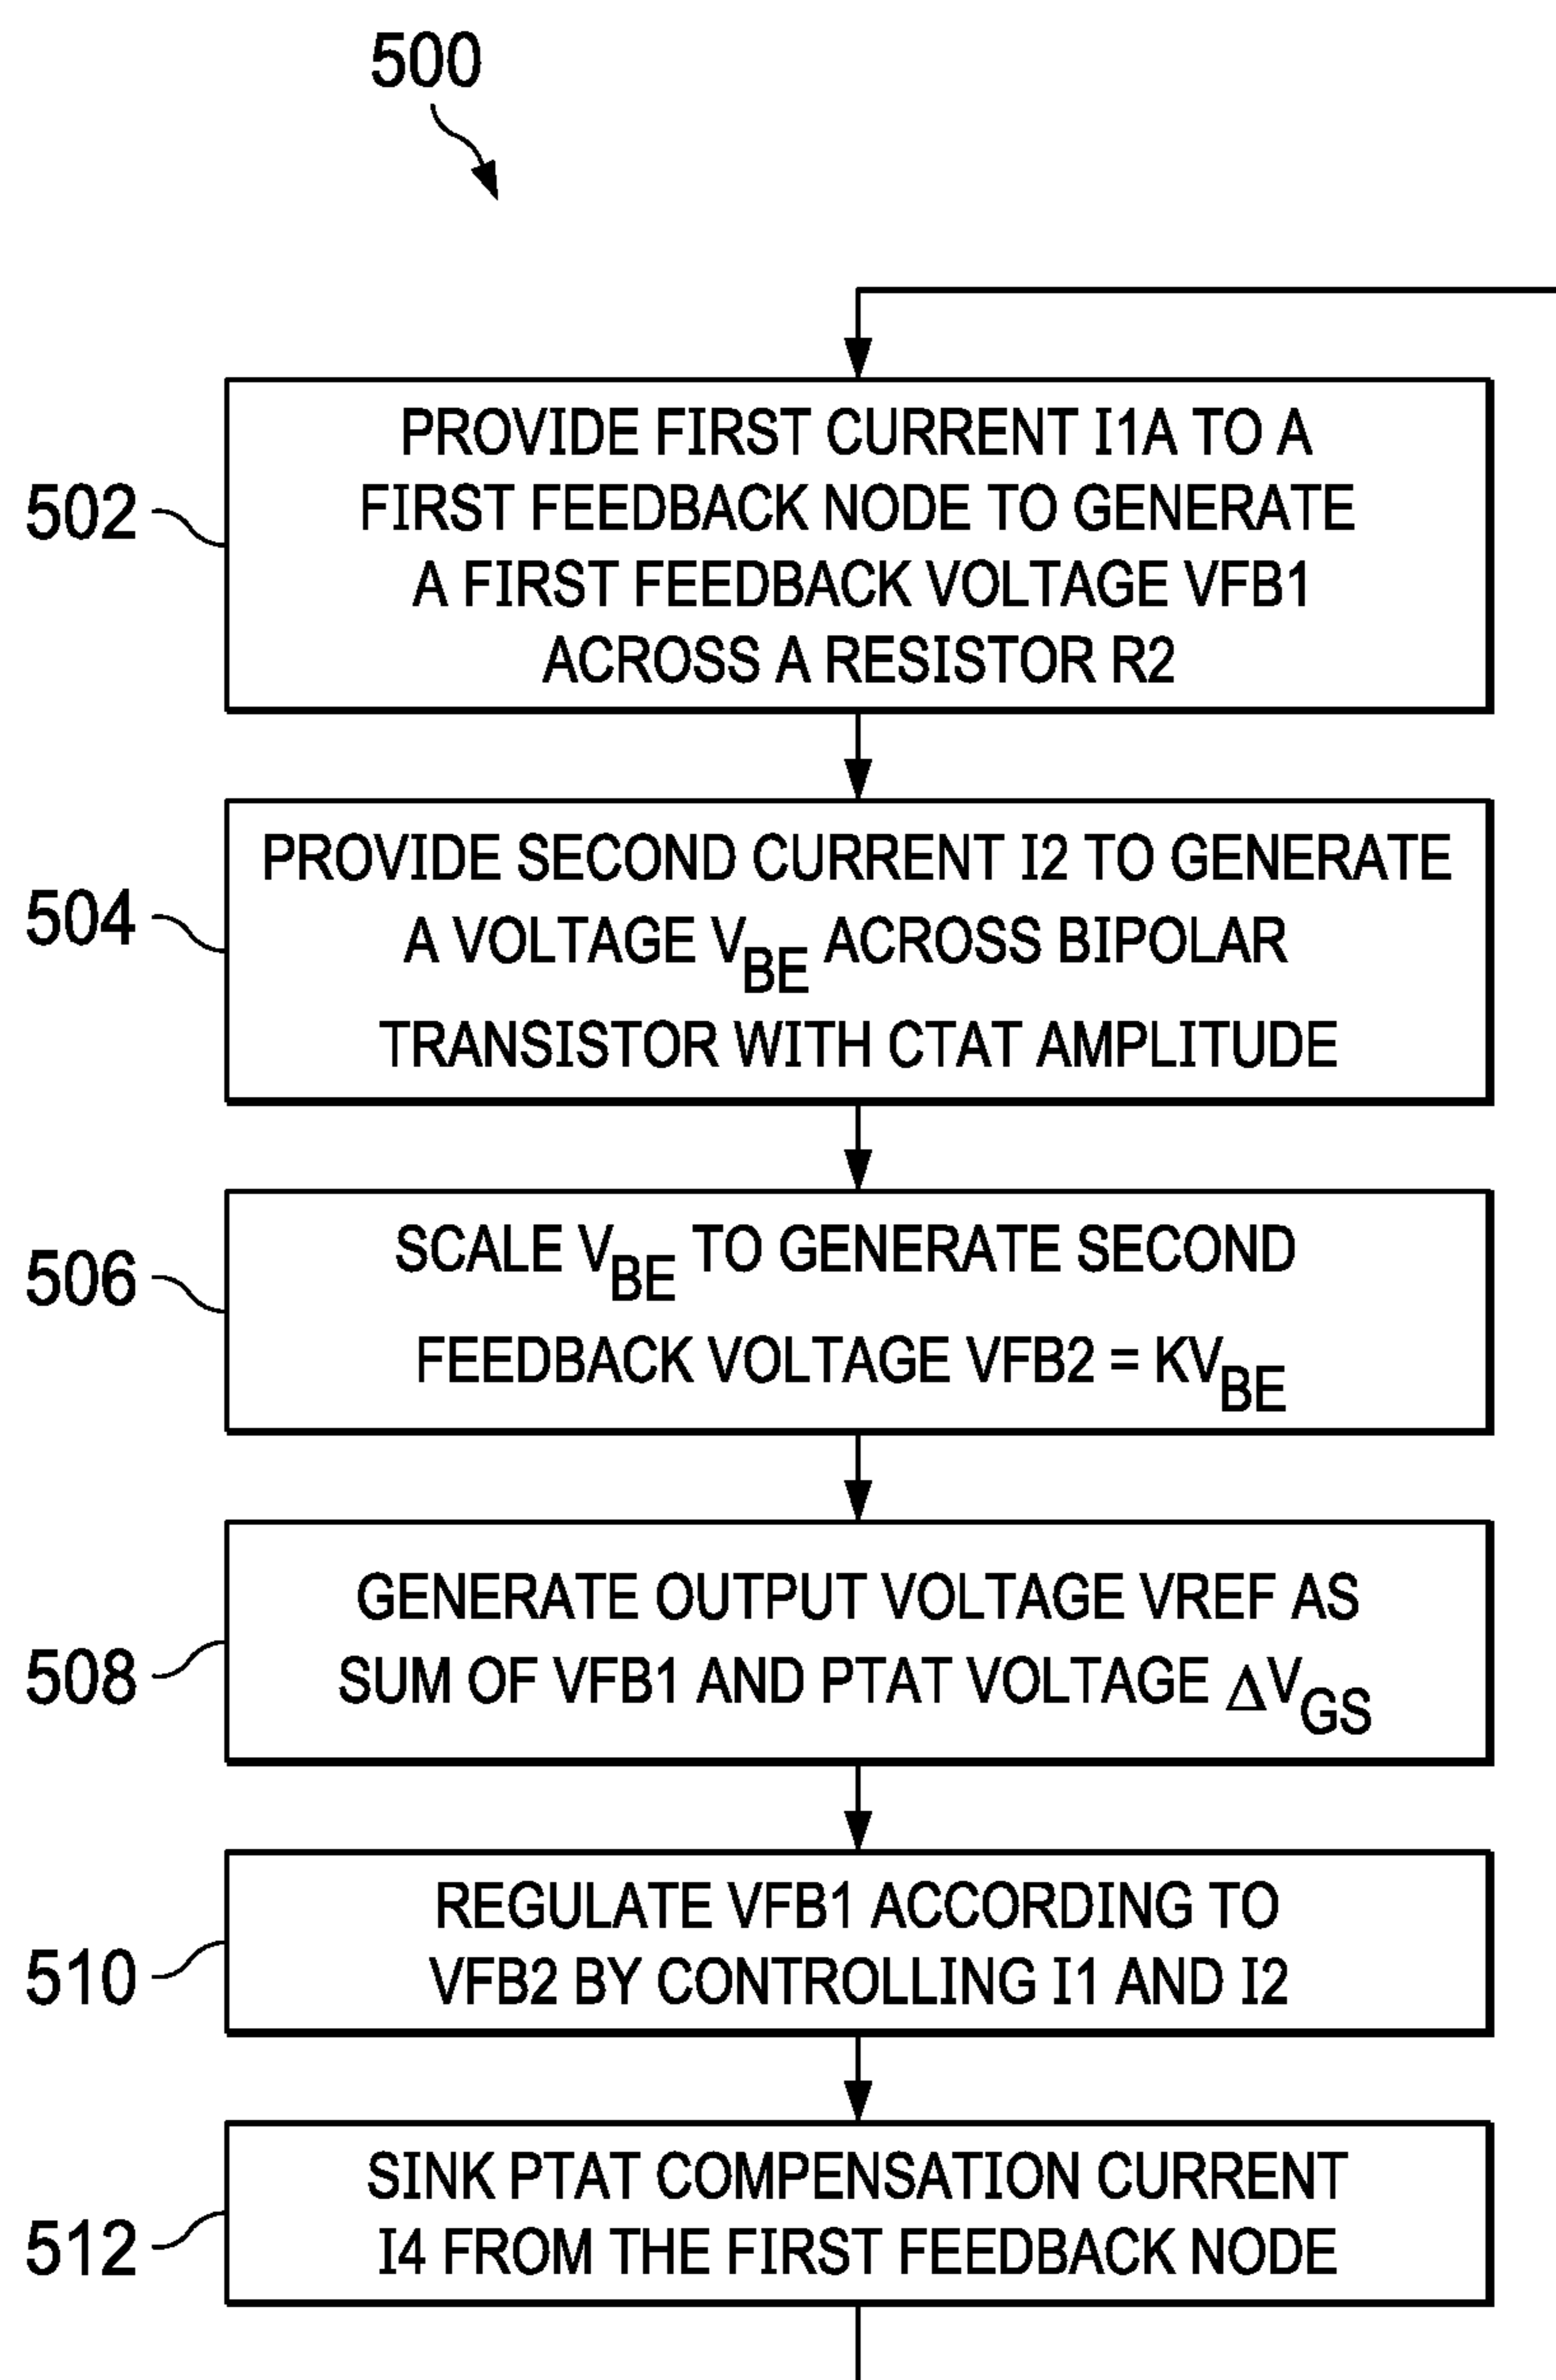 500
502
PROVIDE FIRST CURRENT I1A TO A
FIRST FEEDBACK NODE TO GENERATE
A FIRST FEEDBACK VOLTAGE VFB1
ACROSS A RESISTOR R2
504
PROVIDE SECOND CURRENT I2 TO GENERATE
A VOLTAGE VBE ACROSS BIPOLAR
TRANSISTOR WITH CTAT AMPLITUDE
506
SCALE VBE TO GENERATE SECOND
FEEDBACK VOLTAGE VFB2 = KVBE
508
GENERATE OUTPUT VOLTAGE VREF AS
SUM OF VFB1 AND PTAT VOLTAGE ΔVGS
510
REGULATE VFB1 ACCORDING TO
VFB2 BY CONTROLLING I1 AND I2
512
SINK PTAT COMPENSATION CURRENT
I4 FROM THE FIRST FEEDBACK NODE